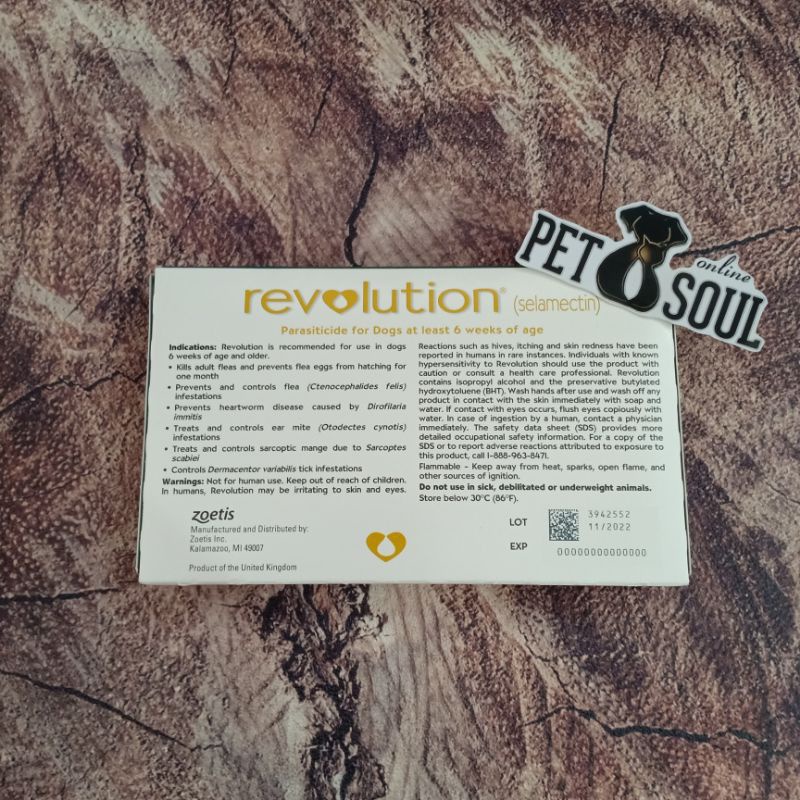 PET SOUL
online
revolution® (selamectin)
Parasiticide for Dogs at least 6 weeks of age
Indications: Revolution is recommended for use in dogs
6 weeks of age and older.
• Kills adult fleas and prevents flea eggs from hatching for
one month
• Prevents and controls flea (Ctenocephalides felis)
infestations
• Prevents heartworm disease caused by Dirofilaria
immitis
• Treats and controls ear mite (Otodectes cynotis)
infestations
• Treats and controls sarcoptic mange due to Sarcoptes
scabiei
• Controls Dermacentor variabilis tick infestations
Warnings: Not for human use. Keep out of reach of children.
In humans, Revolution may be irritating to skin and eyes.
Reactions such as hives, itching and skin redness have been
reported in humans in rare instances. Individuals with known
hypersensitivity to Revolution should use the product with
caution or consult a health care professional. Revolution
contains isopropyl alcohol and the preservative butylated
hydroxytoluene (BHT). Wash hands after use and wash off any
product in contact with the skin immediately with soap and
water. If contact with eyes occurs, flush eyes copiously with
water. In case of ingestion by a human, contact a physician
immediately. The safety data sheet (SDS) provides more
detailed occupational safety information. For a copy of the
SDS or to report adverse reactions attributed to exposure to
this product, call 1-888-963-8471.
Flammable - Keep away from heat, sparks, open flame, and
other sources of ignition.
Do not use in sick, debilitated or underweight animals.
Store below 30°C (86°F).
zoetis
Manufactured and Distributed by:
Zoetis Inc.
Kalamazoo, MI 49007
Product of the United Kingdom
LOT 3942552
11/2022
EXP 00000000000000